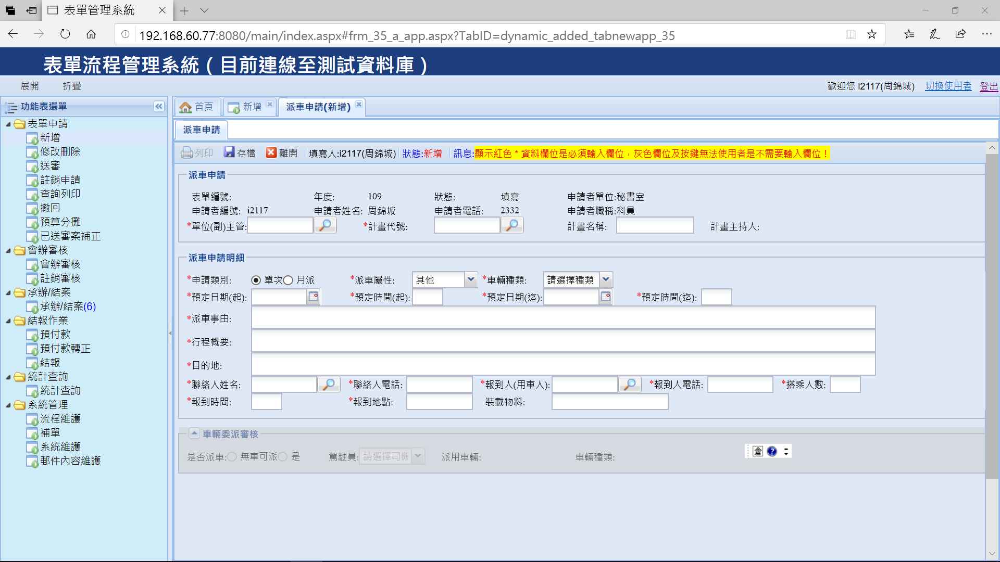 表單管理系統
192.168.60.77:8080/main/index.aspx#frm_35_a_app.aspx?TabID=dynamic_added_tabnewapp_35
表單流程管理系統(目前連線至測試資料庫)
展開 折疊 歡迎您 i2117(周錦城) 切換使用者 登出
功能表選單
表單申請
新增
修改刪除
送審
註銷申請
查詢列印
撤回
預算分攤
已送審案補正
會辦審核
會辦審核
註銷審核
承辦/結案
承辦/結案(6)
結報作業
預付款
預付款轉正
結報
統計查詢
統計查詢
系統管理
流程維護
補單
系統維護
郵件內容維護
首頁 新增 派車申請(新增)
派車申請
列印 存檔 離開 填寫人:i2117(周錦城) 狀態:新增 訊息:顯示紅色 * 資料欄位是必須輸入欄位，灰色欄位及按鍵無法使用者是不需要輸入欄位！
派車申請
表單編號: 年度: 109 狀態: 填寫 申請者單位:秘書室
申請者編號: i2117 申請者姓名: 周錦城 申請者電話: 2332 申請者職稱:科員
*單位(副)主管: *計畫代號: 計畫名稱: 計畫主持人:
派車申請明細
*申請類別: 單次 月派 *派車屬性: 其他 *車輛種類: 請選擇種類
*預定日期(起): *預定時間(起): *預定日期(迄): *預定時間(迄):
*派車事由:
*行程概要:
*目的地:
*聯絡人姓名: *聯絡人電話: *報到人(用車人): *報到人電話: *搭乘人數:
*報到時間: *報到地點: 裝載物料:
車輛委派審核
是否派車: 無車可派 是 駕駛員: 請選擇司機 派用車輛: 車輛種類:
倉 ?